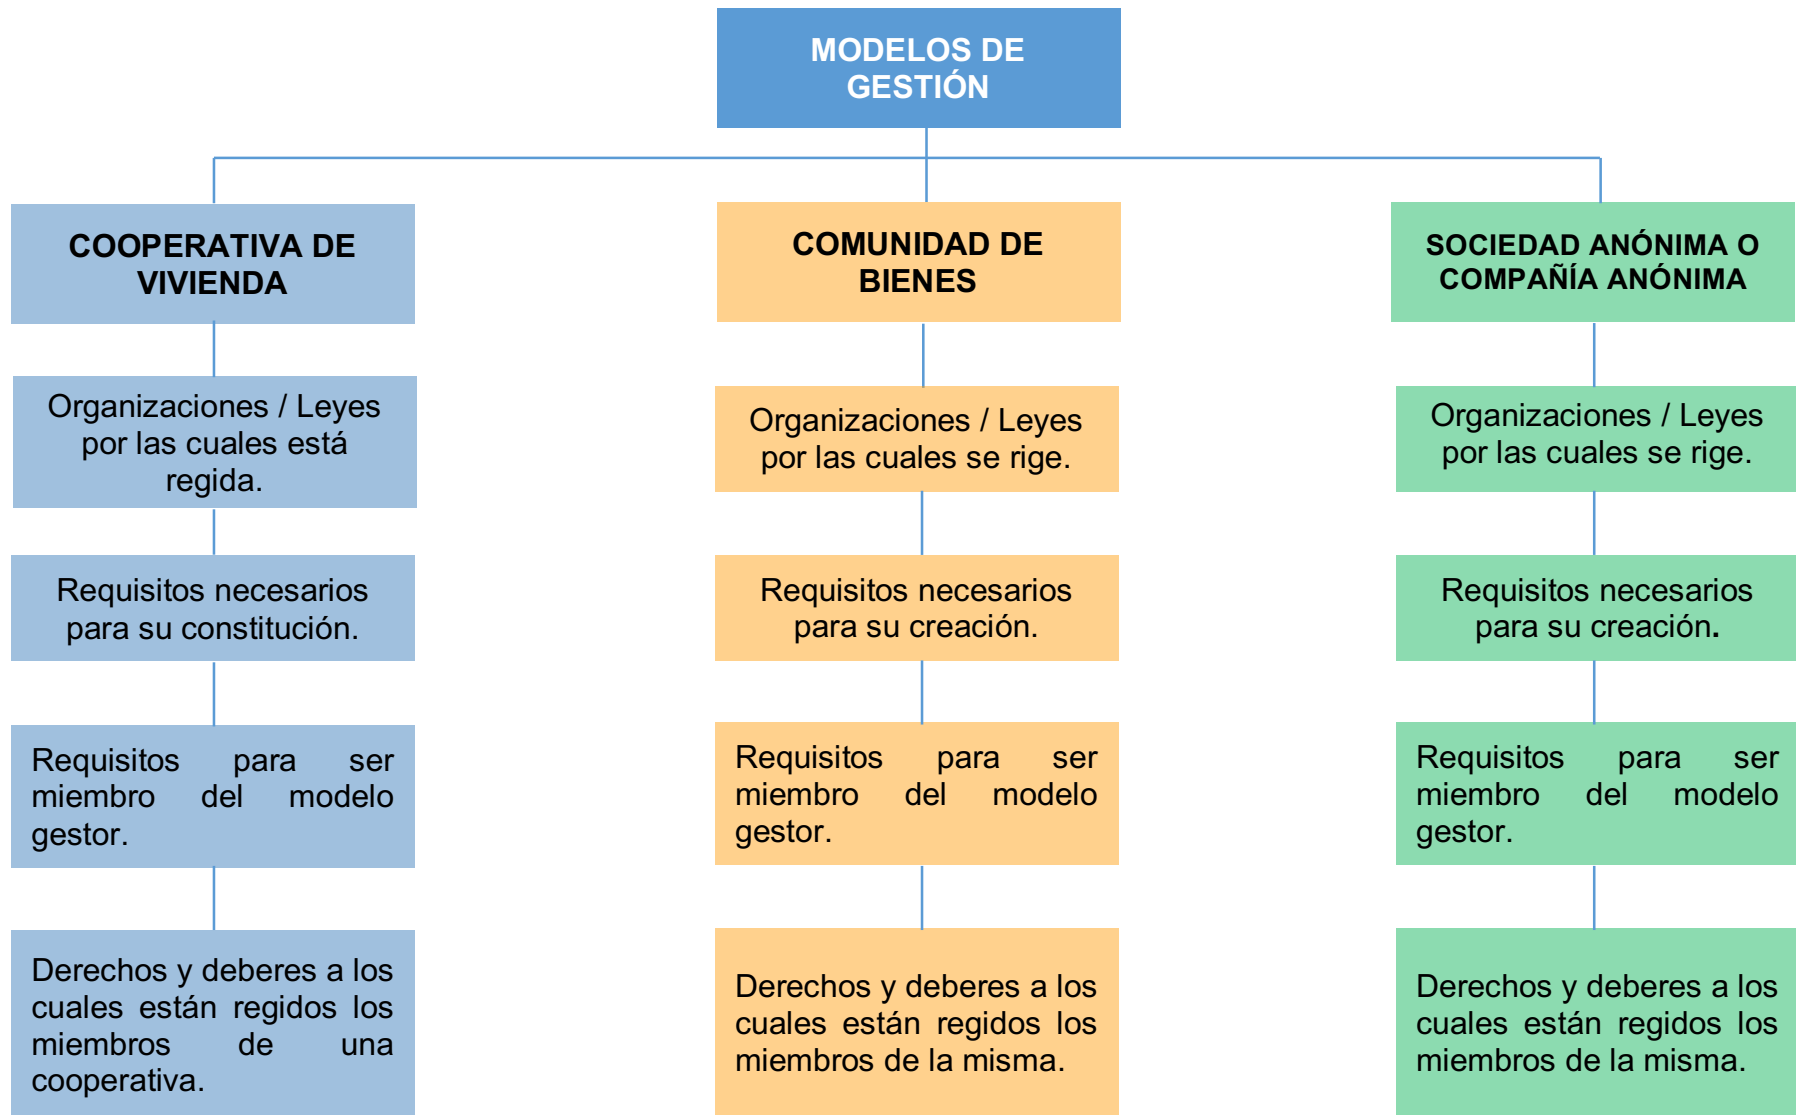 MODELOS DE
GESTIÓN
COOPERATIVA DE
VIVIENDA
Organizaciones / Leyes
por las cuales está
regida.
Requisitos necesarios
para su constitución.
Requisitos para ser
miembro del modelo
gestor.
Derechos y deberes a los
cuales están regidos los
miembros de una
cooperativa.
COMUNIDAD DE
BIENES
Organizaciones / Leyes
por las cuales se rige.
Requisitos necesarios
para su creación.
Requisitos para ser
miembro del modelo
gestor.
Derechos y deberes a los
cuales están regidos los
miembros de la misma.
SOCIEDAD ANÓNIMA O
COMPAÑÍA ANÓNIMA
Organizaciones / Leyes
por las cuales se rige.
Requisitos necesarios
para su creación.
Requisitos para ser
miembro del modelo
gestor.
Derechos y deberes a los
cuales están regidos los
miembros de la misma.